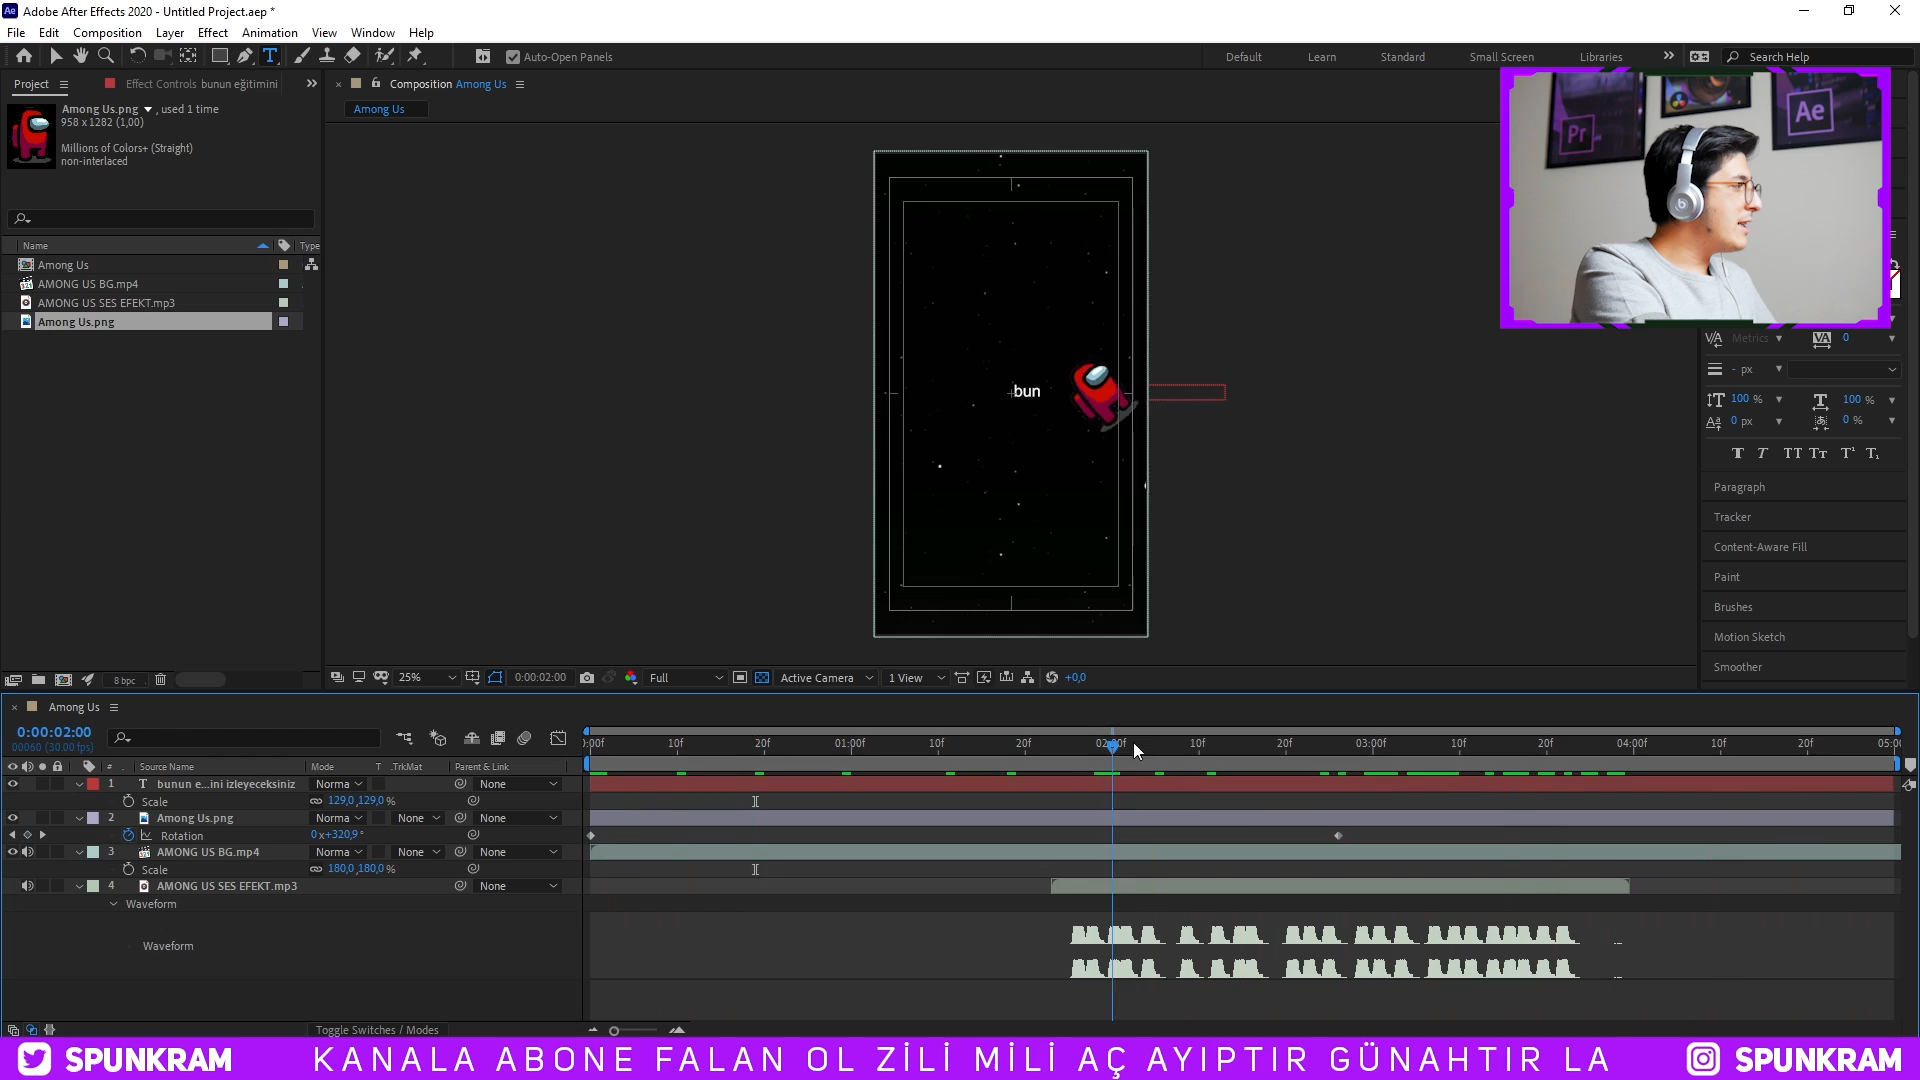 Adobe After Effects 2020 - Untitled Project.aep *
File Edit Composition Layer Effect Animation View Window Help
Auto-Open Panels
Default Learn Standard Small Screen Libraries
Search Help
Project
Effect Controls bunun eğitimini
Composition Among Us
Among Us
Among Us.png , used 1 time
958 x 1282 (1,00)
Millions of Colors+ (Straight)
non-interlaced
Name Type
Among Us
AMONG US BG.mp4
AMONG US SES EFEKT.mp3
Among Us.png
bun
Pr
Ae
Metrics 0
- px
100 % 100 %
0 px 0 %
Paragraph
Tracker
Content-Aware Fill
Paint
Brushes
Motion Sketch
Smoother
8 bpc
25% 0:00:02:00 Full Active Camera 1 View +0,0
Among Us
0:00:02:00
00060 (30.00 fps)
# Source Name Mode T .TrkMat Parent & Link
):00f 10f 20f 01:00f 10f 20f 02:00f 10f 20f 03:00f 10f 20f 04:00f 10f 20f 05:00
1 T bunun e...ini izleyeceksiniz Norma None
Scale 129,0,129,0 %
2 Among Us.png Norma None None
Rotation 0x+320,9°
3 AMONG US BG.mp4 Norma None None
Scale 180,0,180,0 %
4 AMONG US SES EFEKT.mp3 None
Waveform
Waveform
Toggle Switches / Modes
SPUNKRAM KANALA ABONE FALAN OL ZİLİ MİLİ AÇ AYIPTIR GÜNAHTIR LA SPUNKRAM